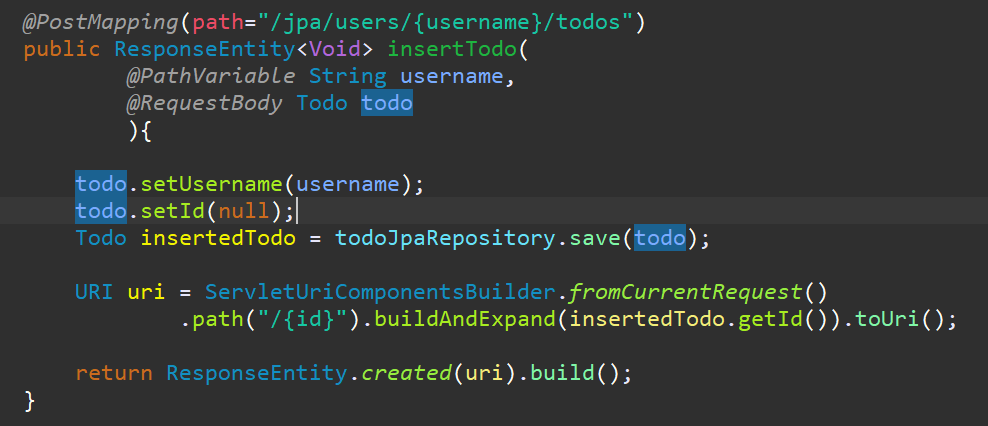 @PostMapping(path="/jpa/users/{username}/todos")
public ResponseEntity<Void> insertTodo(
        @PathVariable String username,
        @RequestBody Todo todo
        ){
    todo.setUsername(username);
    todo.setId(null);
    Todo insertedTodo = todoJpaRepository.save(todo);
    URI uri = ServletUriComponentsBuilder.fromCurrentRequest()
            .path("/{id}").buildAndExpand(insertedTodo.getId()).toUri();
    return ResponseEntity.created(uri).build();
}